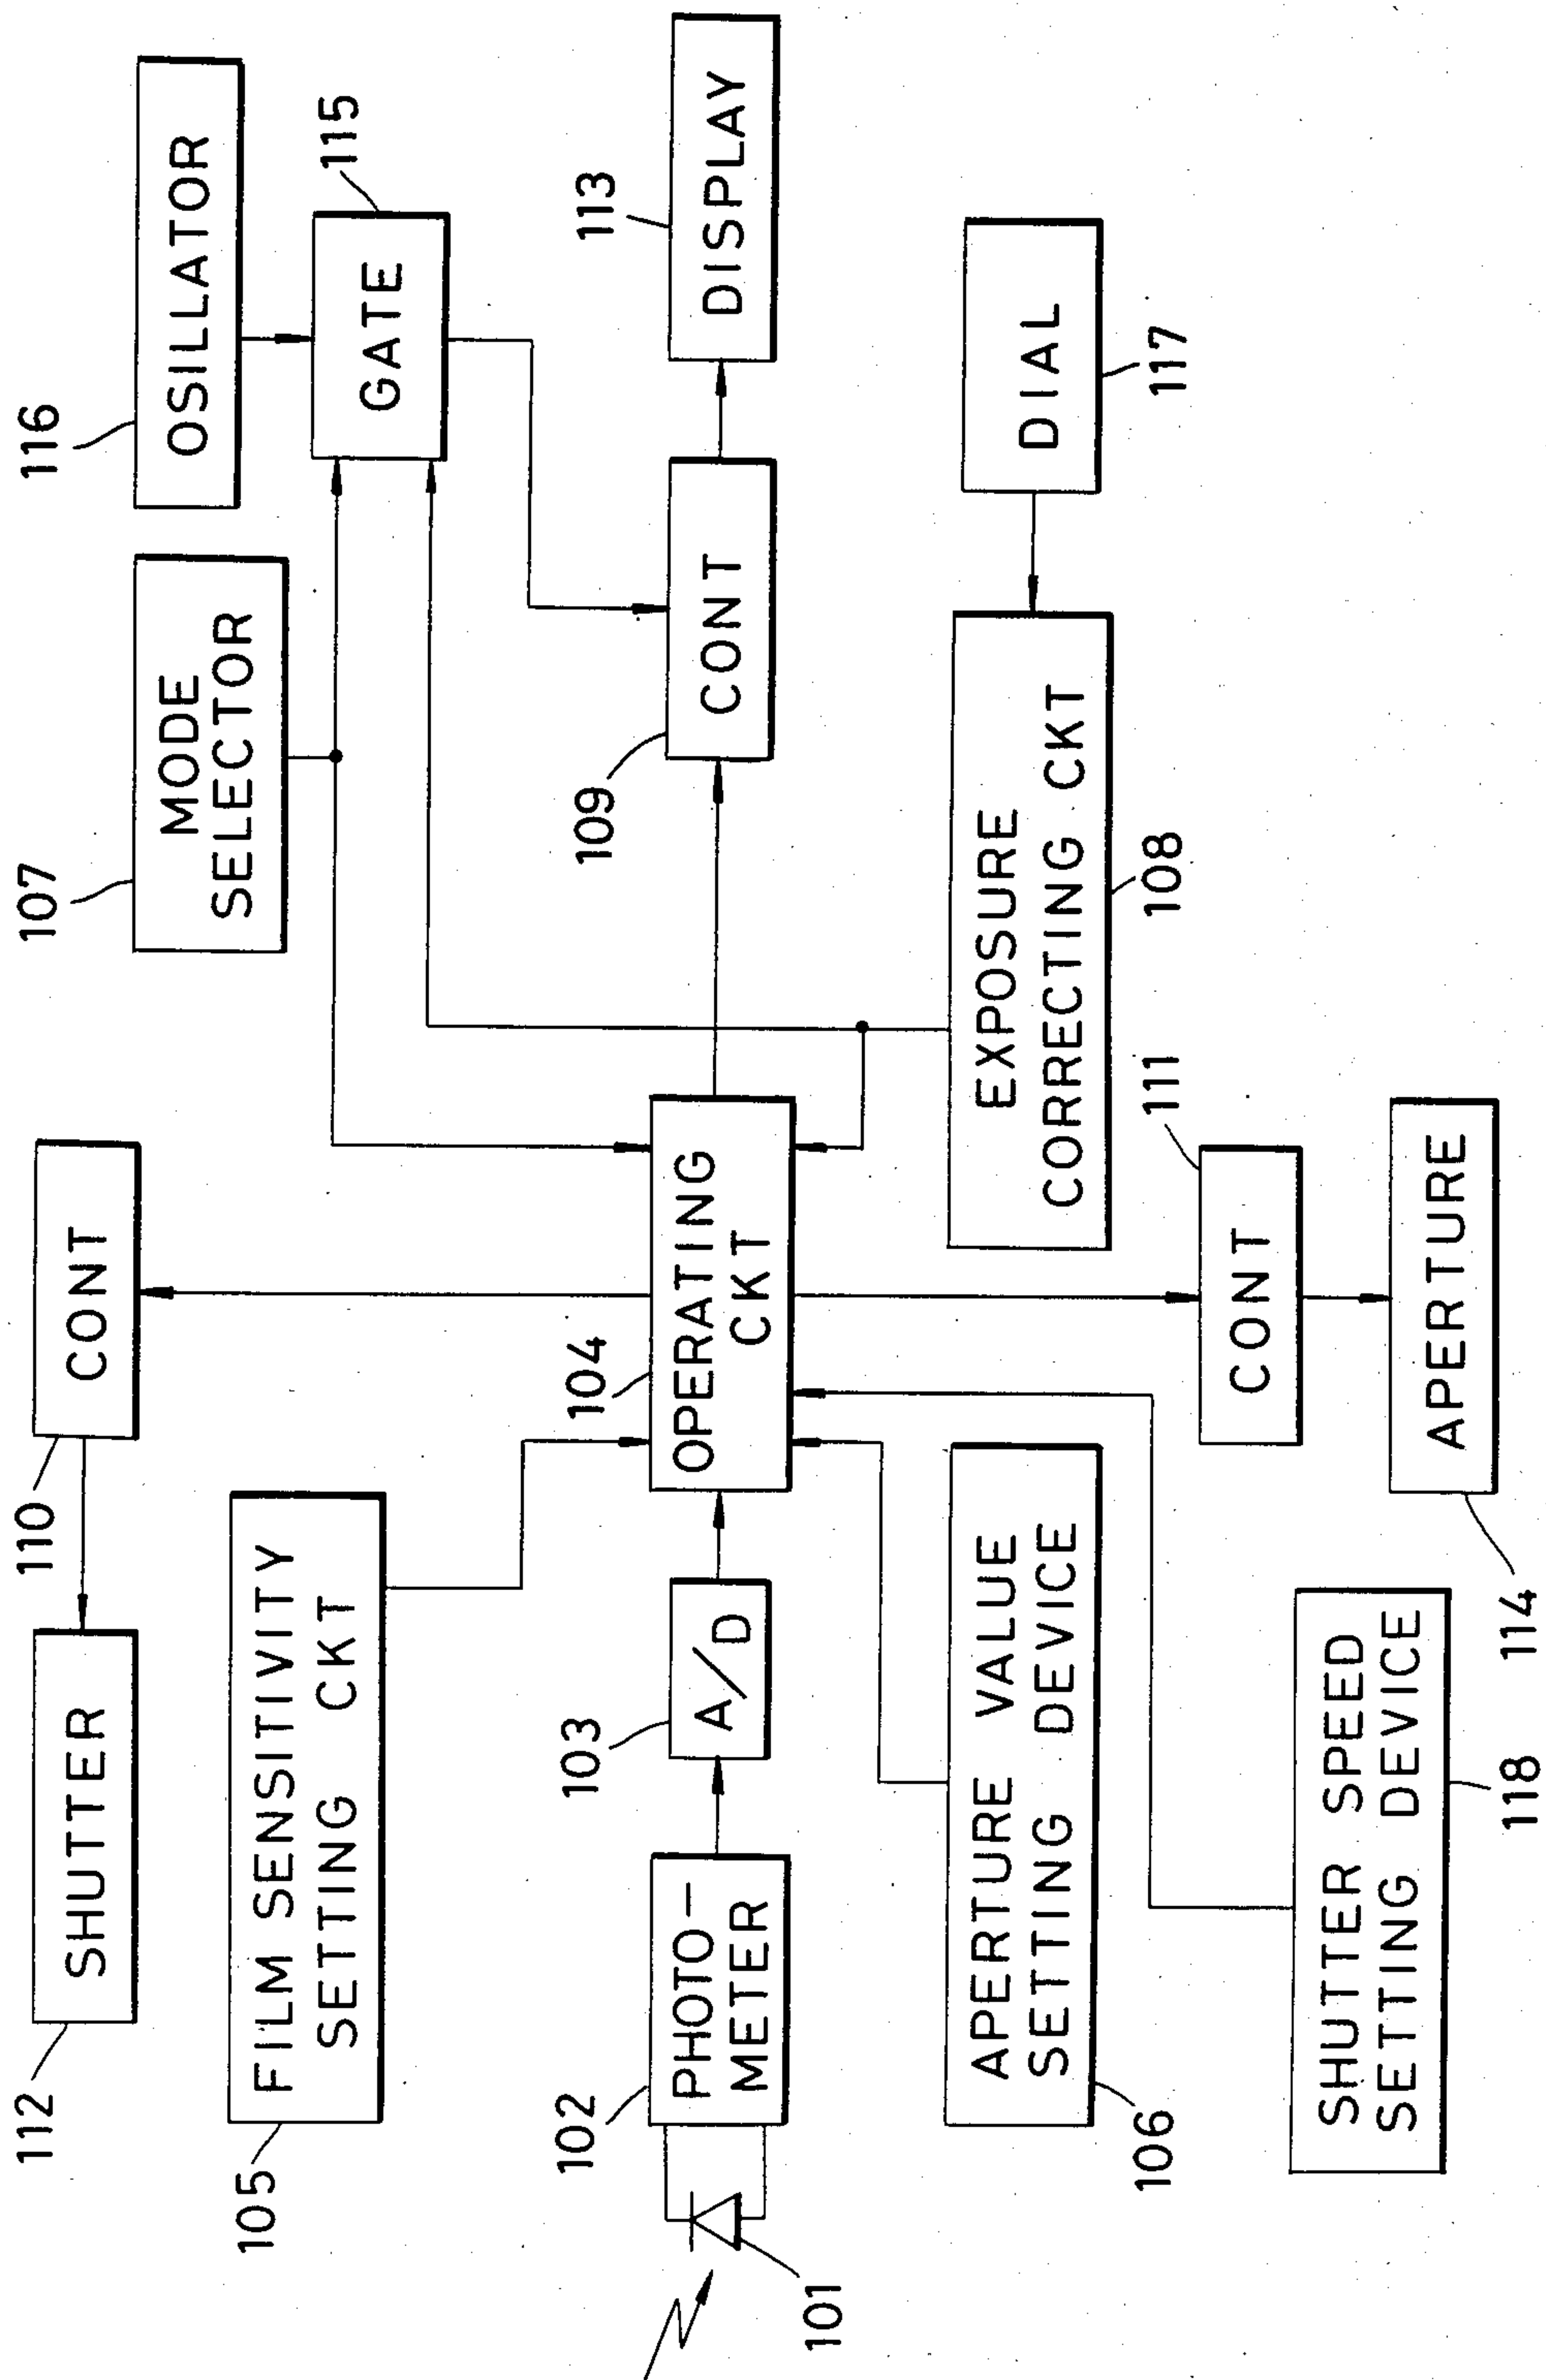 112
SHUTTER
110
CONT
107
MODE
SELECTOR
116
OSILLATOR
105
FILM SENSITIVITY
SETTING CKT
GATE
115
102
PHOTO-
METER
103
A/D
104
OPERATING
CKT
109
CONT
113
DISPLAY
101
106
APERTURE VALUE
SETTING DEVICE
EXPOSURE
CORRECTING CKT
108
DIAL
117
111
CONT
118
SHUTTER SPEED
SETTING DEVICE
114
APERTURE